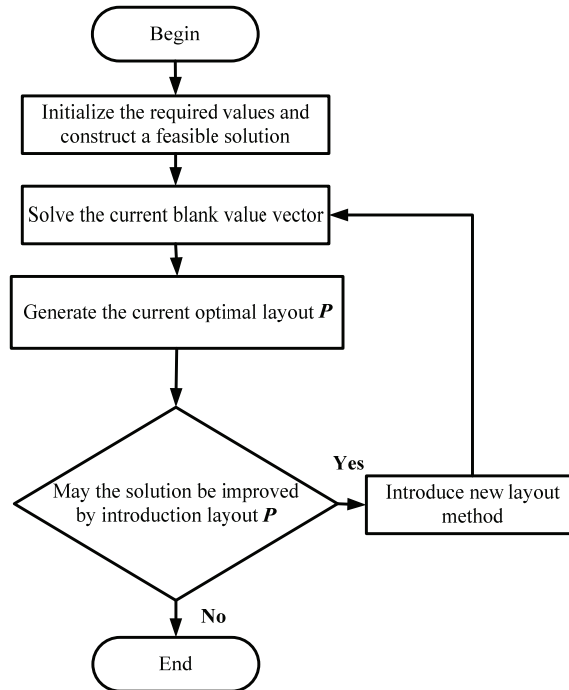 Begin
Initialize the required values and
construct a feasible solution
Solve the current blank value vector
Generate the current optimal layout P
May the solution be improved
by introduction layout P
Yes
Introduce new layout
method
No
End